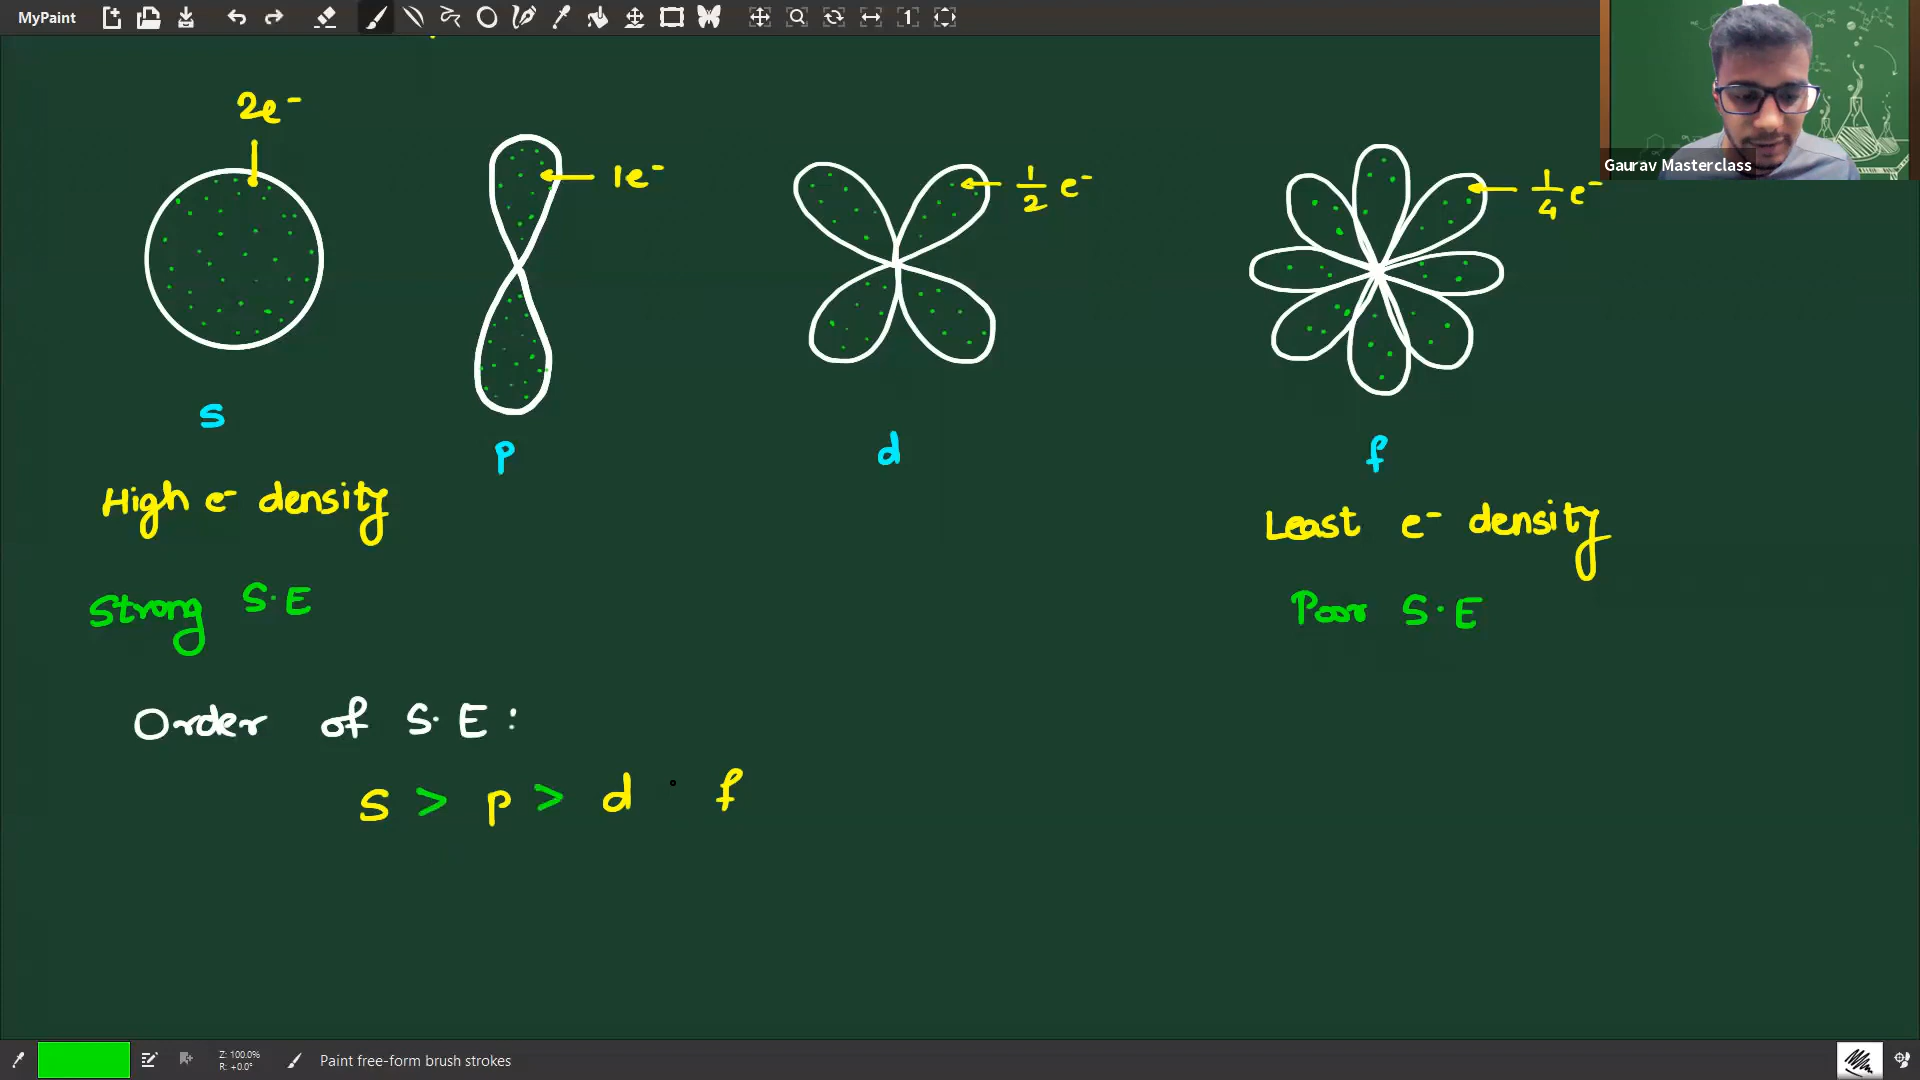 MyPaint
Gaurav Masterclass
2e⁻
1e⁻
1/2 e⁻
1/4 e⁻
s
p
d
f
High e⁻ density
Least e⁻ density
Strong S.E
Poor S.E
Order of S.E :
s > p > d f
Z: 100.0%
R: +0.0°
Paint free-form brush strokes